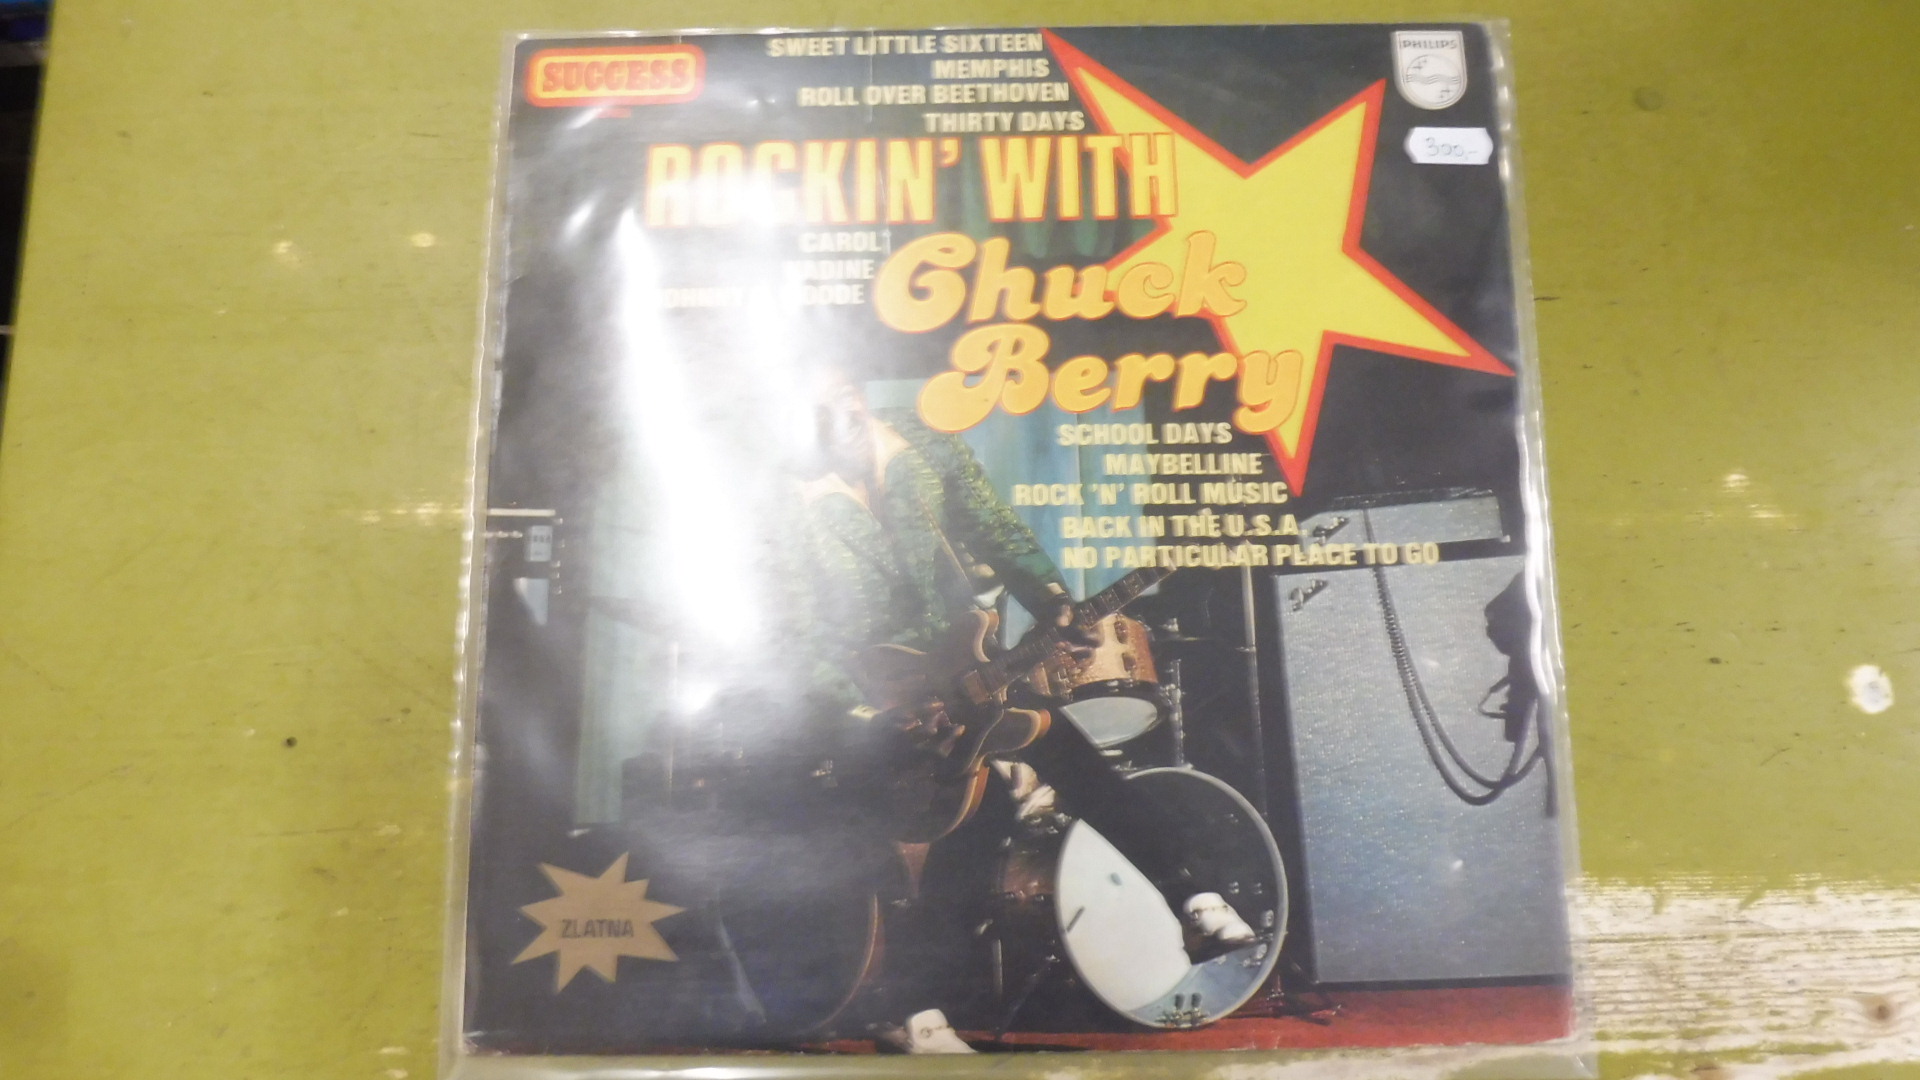 SUCCESS
SWEET LITTLE SIXTEEN
MEMPHIS
ROLL OVER BEETHOVEN
THIRTY DAYS
PHILIPS
300,-
ROCKIN' WITH
CAROL
NADINE
Chuck
Berry
SCHOOL DAYS
MAYBELLINE
ROCK 'N' ROLL MUSIC
BACK IN THE U.S.A.
NO PARTICULAR PLACE TO GO
ZLATNA